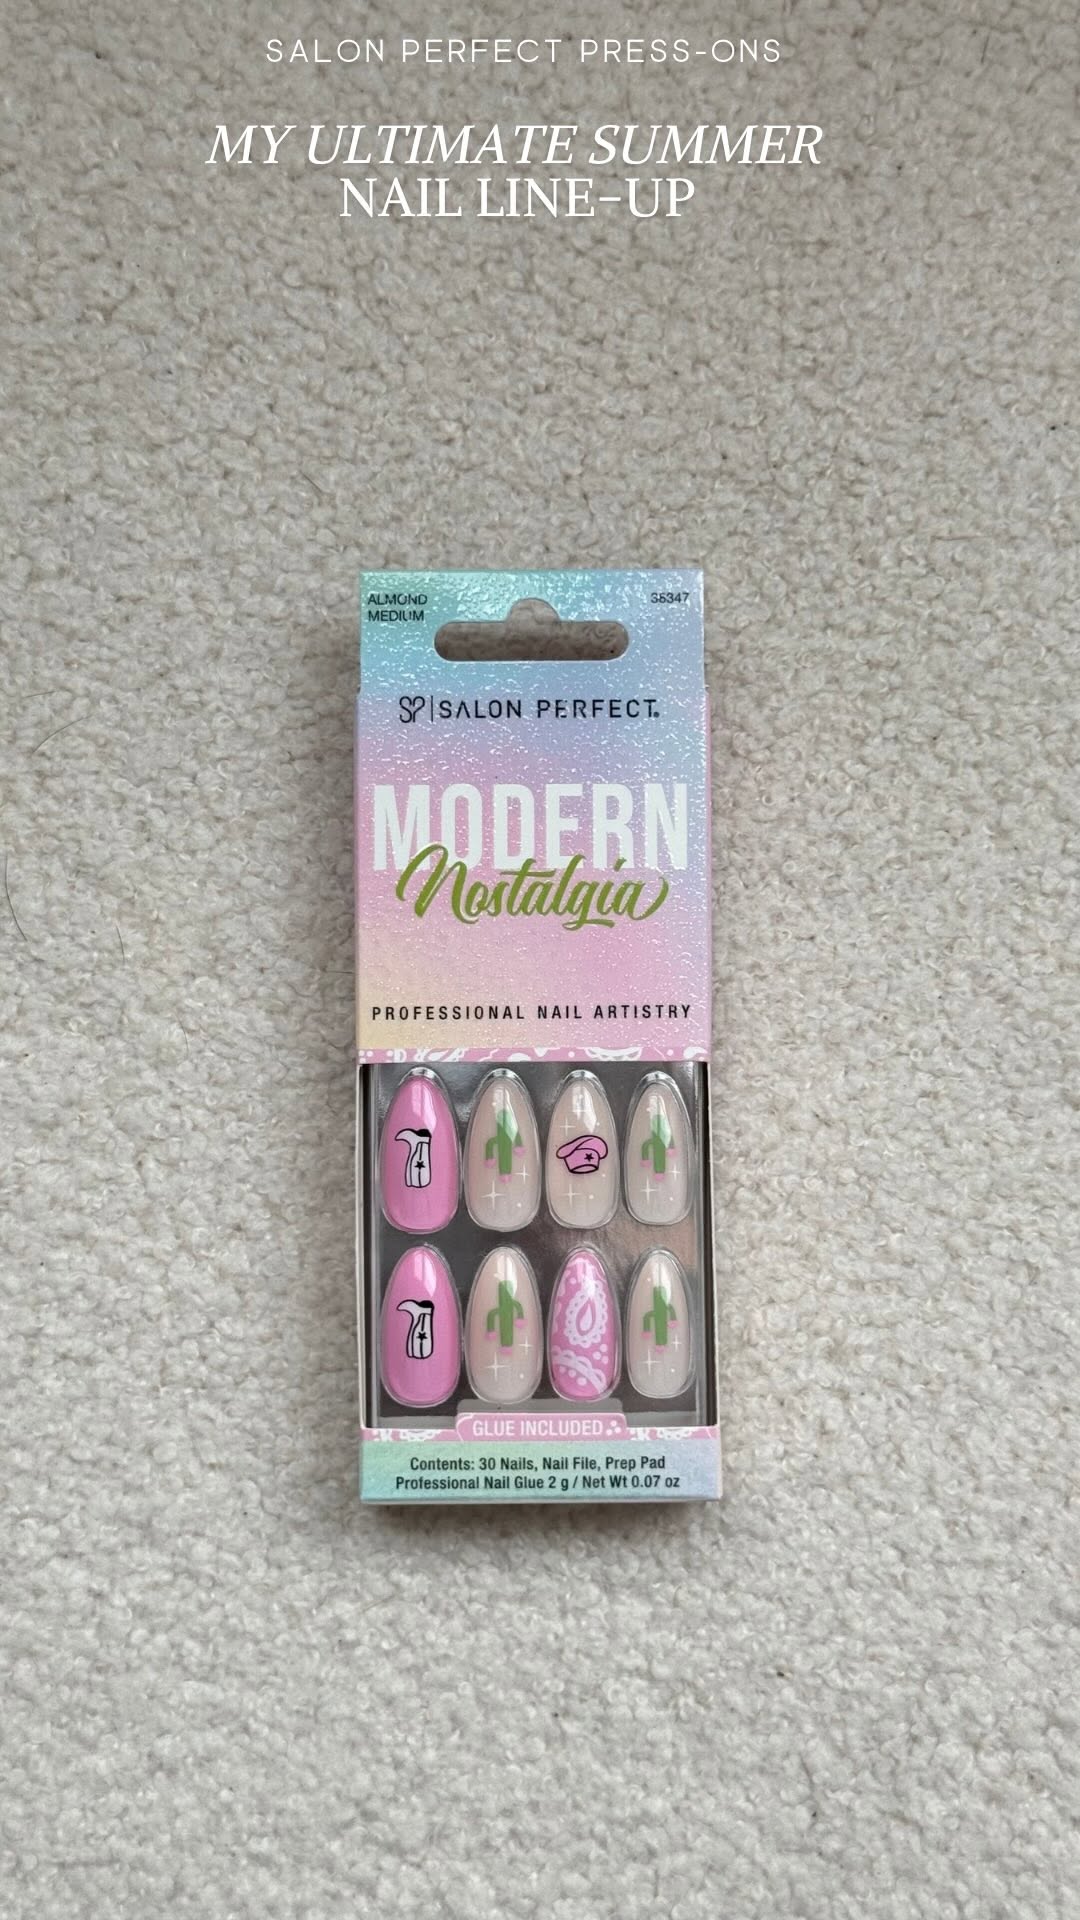 SALON PERFECT PRESS-ONS
MY ULTIMATE SUMMER
NAIL LINE-UP
ALMOND
MEDIUM
36347
SP | SALON PERFECT.
MODERN
Nostalgia
PROFESSIONAL NAIL ARTISTRY
GLUE INCLUDED
Contents: 30 Nails, Nail File, Prep Pad
Professional Nail Glue 2 g / Net Wt 0.07 oz